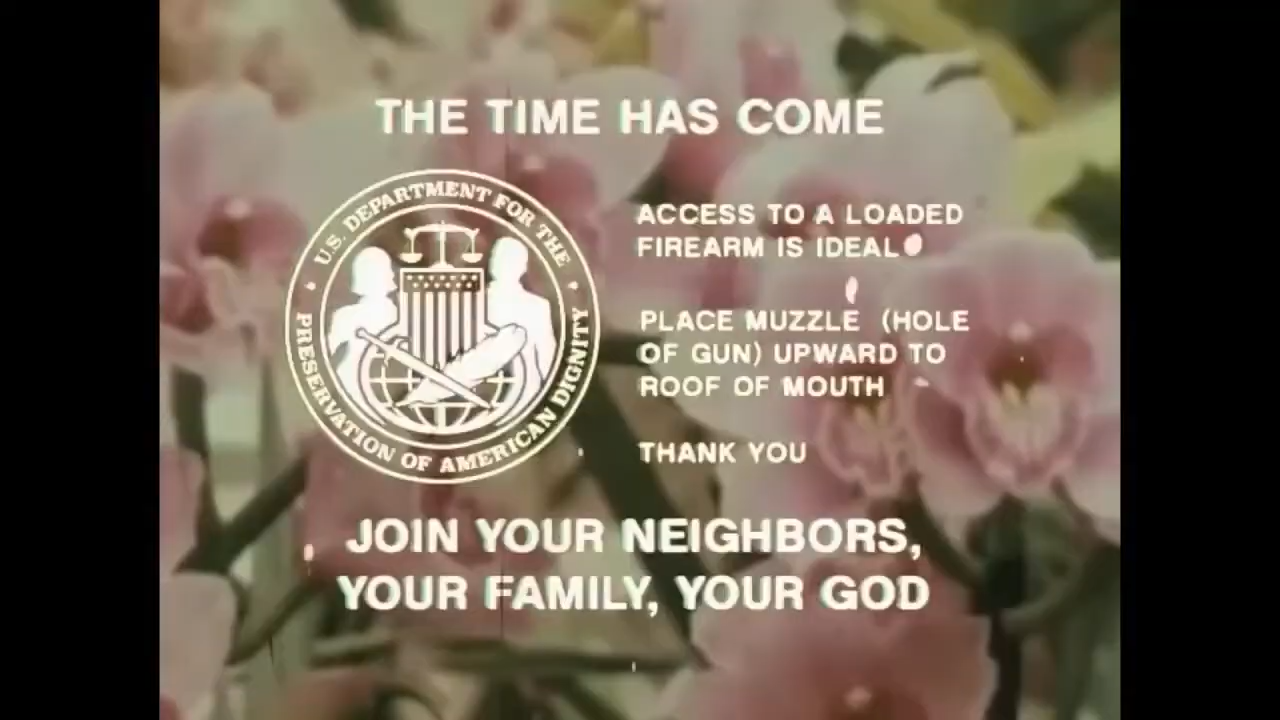 THE TIME HAS COME
U.S. DEPARTMENT FOR THE
PRESERVATION OF AMERICAN DIGNITY
ACCESS TO A LOADED
FIREARM IS IDEAL
PLACE MUZZLE (HOLE
OF GUN) UPWARD TO
ROOF OF MOUTH
THANK YOU
JOIN YOUR NEIGHBORS,
YOUR FAMILY, YOUR GOD